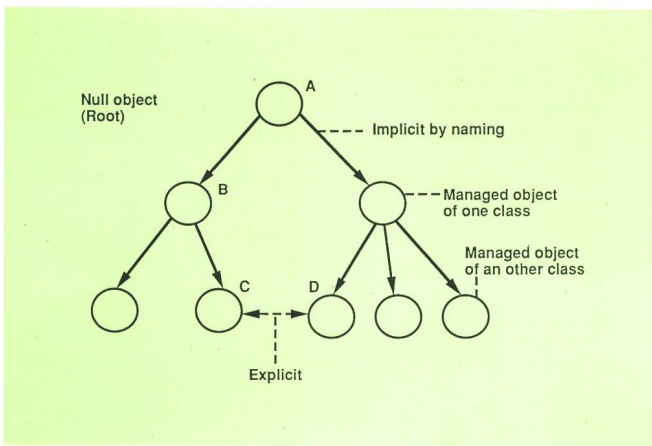 A
Null object
(Root)
Implicit by naming
B
Managed object
of one class
Managed object
of an other class
C
D
Explicit